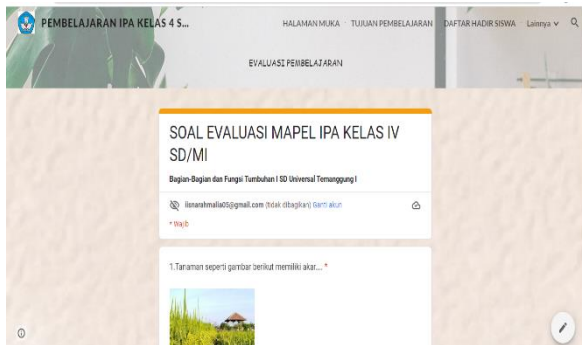 PEMBELAJARAN IPA KELAS 4 S...
HALAMAN MUKA
TUJUAN PEMBELAJARAN
DAFTAR HADIR SISWA
Lainnya
EVALUASI PEMBELAJARAN
SOAL EVALUASI MAPEL IPA KELAS IV
SD/MI
Bagian-Bagian dan Fungsi Tumbuhan I SD Universal Temanggung I
iisnarahmalia05@gmail.com (tidak dibagikan) Ganti akun
* Wajib
1.Tanaman seperti gambar berikut memiliki akar.... *